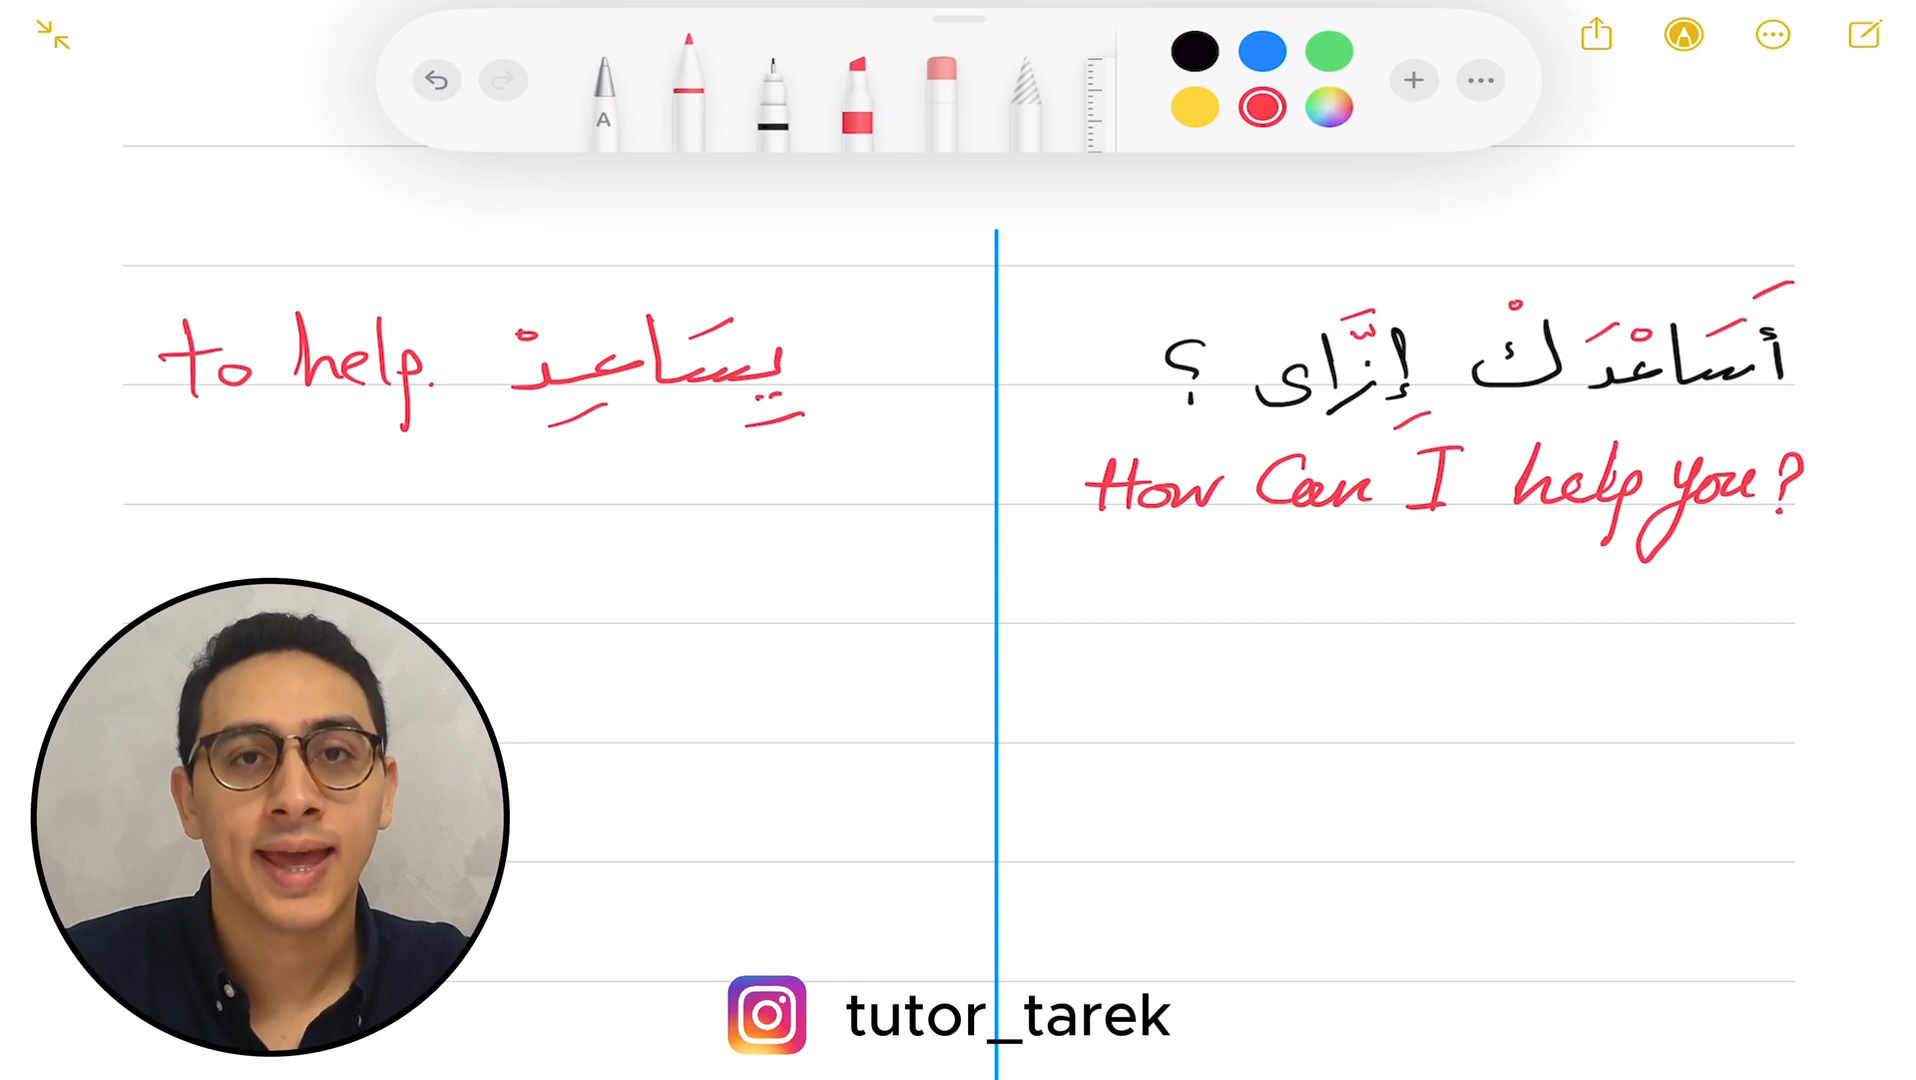 أَسَاعْدَكْ إِزَّاى ؟
How Can I help you?
to help. يِسَاعِدْ
tutor_tarek